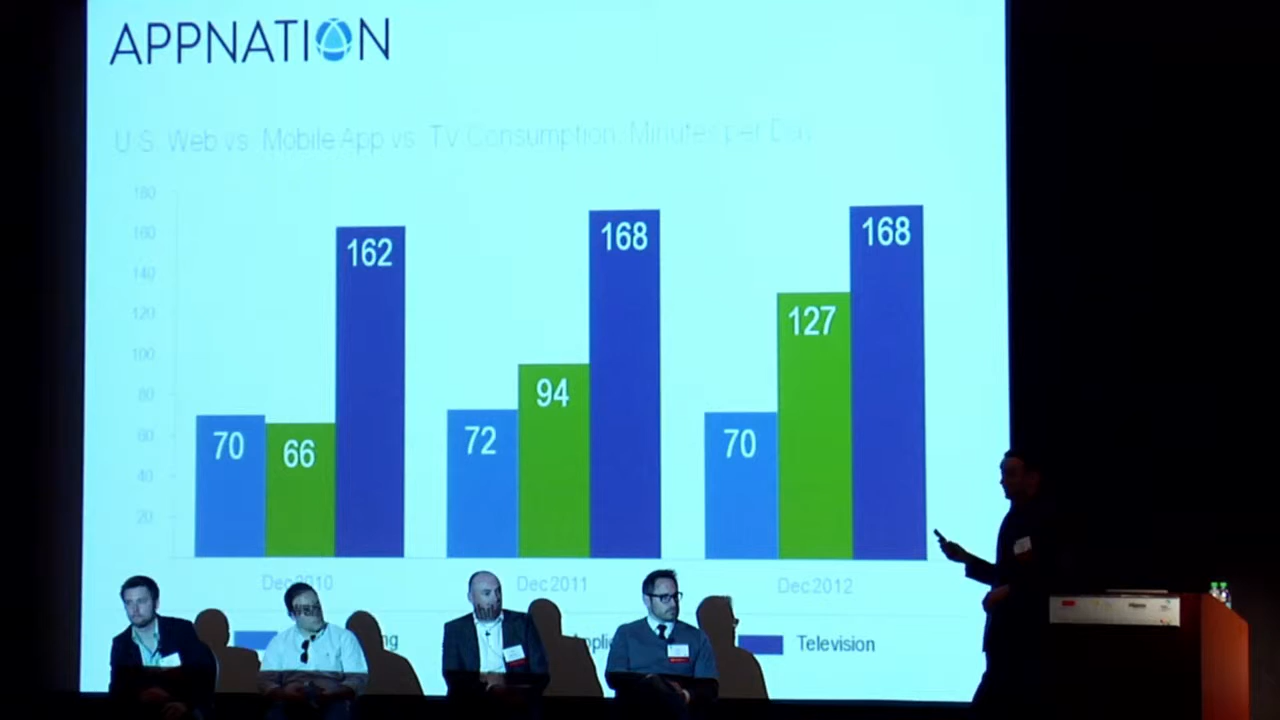 APPNATION
U.S. Web vs. Mobile App vs. TV Consumption, Minutes per Day
180
160
140
120
100
80
60
40
20
70 66 162
72 94 168
70 127 168
Dec 2010 Dec 2011 Dec 2012
Television